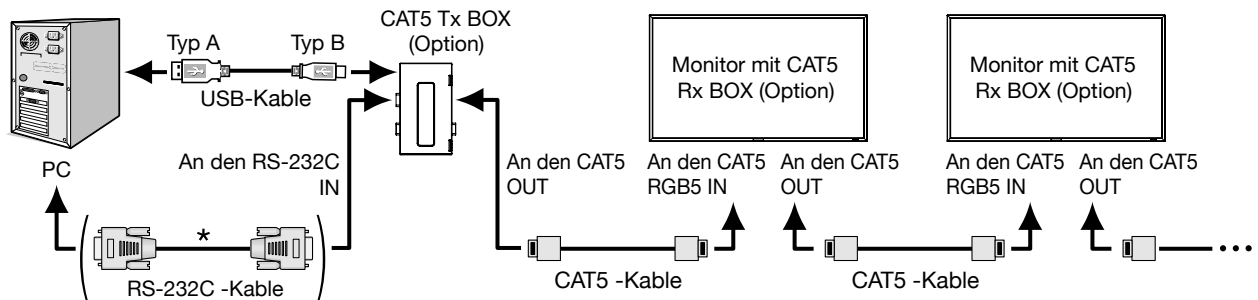 CAT5 Tx BOX
(Option)
Typ A
Typ B
USB-Kable
Monitor mit CAT5
Rx BOX (Option)
Monitor mit CAT5
Rx BOX (Option)
PC
An den RS-232C
IN
An den CAT5
OUT
An den CAT5
RGB5 IN
An den CAT5
OUT
An den CAT5
RGB5 IN
An den CAT5
OUT
*
RS-232C -Kable
CAT5 -Kable
CAT5 -Kable